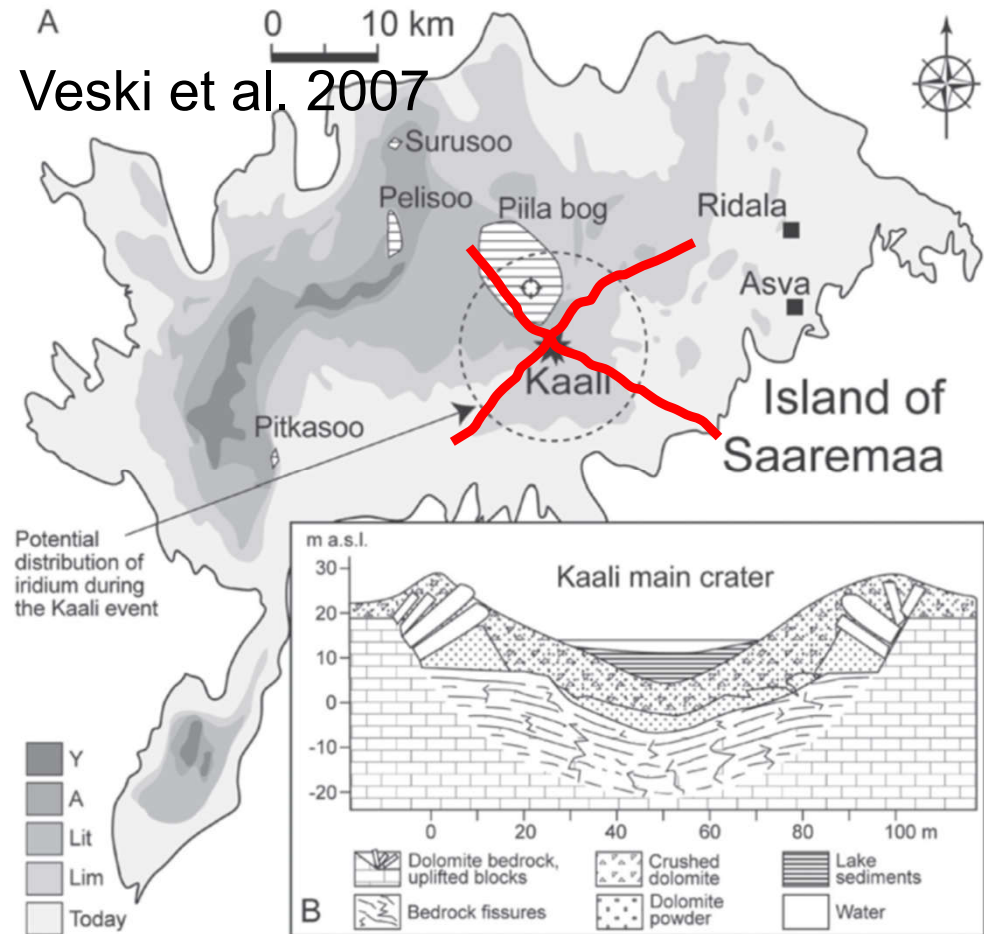 A
0 10 km
Veski et al. 2007
Surusoo
Pelisoo
Piila bog
Ridala
Asva
Kaali
Island of
Saaremaa
Pitkasoo
Potential
distribution of
iridium during
the Kaali event
Y
A
Lit
Lim
Today
m a.s.l.
Kaali main crater
30
20
10
0
-10
-20
0 20 40 60 80 100 m
Dolomite bedrock,
uplifted blocks
Bedrock fissures
Crushed
dolomite
Dolomite
powder
Lake
sediments
Water
B